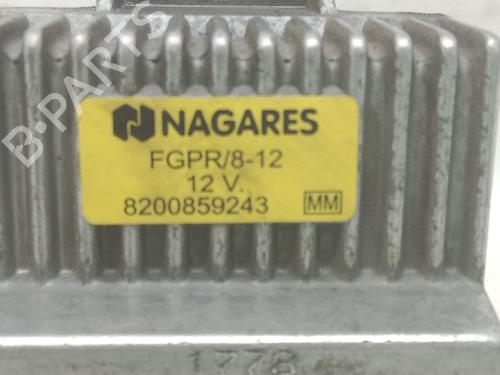 NAGARES
FGPR/8-12
12 V.
8200859243 MM
B-PARTS